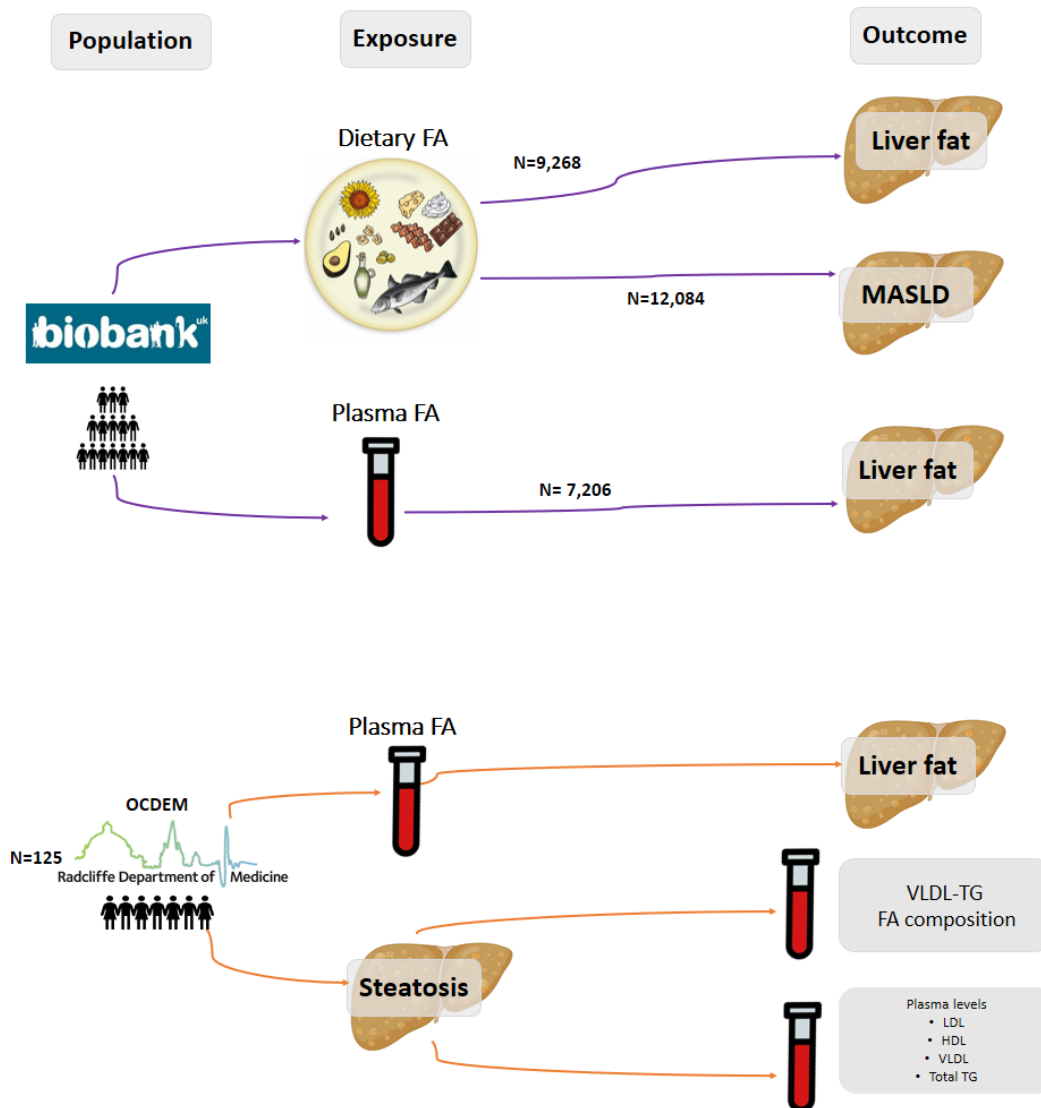 Population
Exposure
Outcome
Dietary FA
N=9,268
Liver fat
N=12,084
MASLD
biobank uk
Plasma FA
N= 7,206
Liver fat
Plasma FA
Liver fat
OCDEM
N=125
Radcliffe Department of Medicine
VLDL-TG
FA composition
Steatosis
Plasma levels
• LDL
• HDL
• VLDL
• Total TG